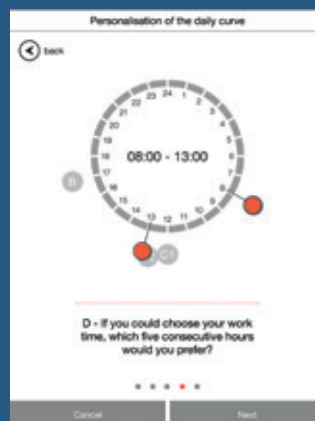 Personalisation of the daily curve
back
24
1
2
3
4
5
6
7
8
9
10
11
12
13
14
15
16
17
18
19
20
21
22
23
08:00 - 13:00
B
C1
D - If you could choose your work
time, which five consecutive hours
would you prefer?
Cancel
Next